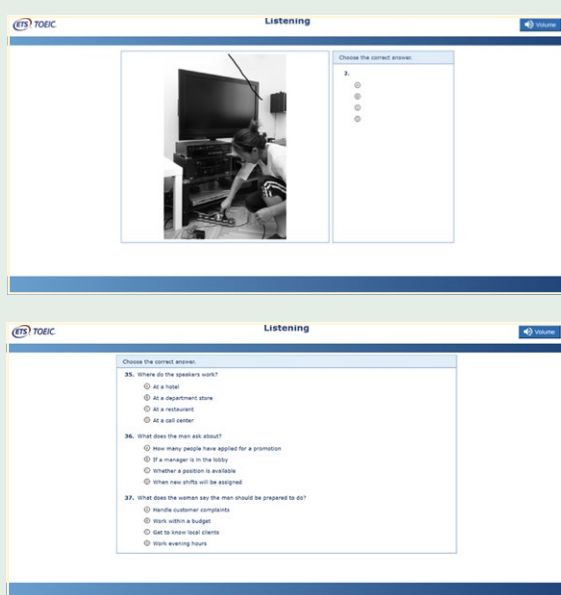 ETS TOEIC
Listening
Volume
Choose the correct answer.
2.
A
B
C
D
ETS TOEIC
Listening
Volume
Choose the correct answer.
35. Where do the speakers work?
A At a hotel
B At a department store
C At a restaurant
D At a call center
36. What does the man ask about?
A How many people have applied for a promotion
B If a manager is in the lobby
C Whether a position is available
D When new shifts will be assigned
37. What does the woman say the man should be prepared to do?
A Handle customer complaints
B Work within a budget
C Get to know local clients
D Work evening hours